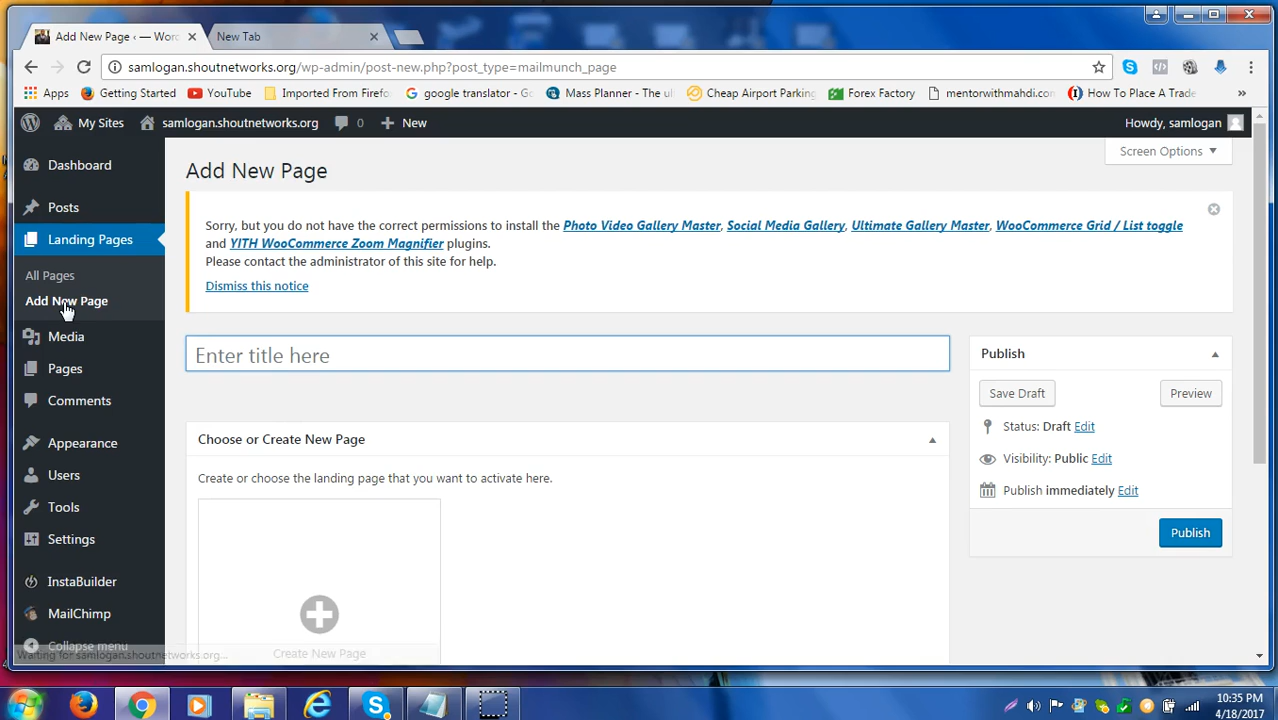 Add New Page ‹ — Wor
New Tab
samlogan.shoutnetworks.org/wp-admin/post-new.php?post_type=mailmunch_page
Apps
Getting Started
YouTube
Imported From Firefo
google translator - Go
Mass Planner - The ul
Cheap Airport Parking
Forex Factory
mentorwithmahdi.com
How To Place A Trade
»
My Sites
samlogan.shoutnetworks.org
0
New
Howdy, samlogan
Dashboard
Posts
Landing Pages
All Pages
Add New Page
Media
Pages
Comments
Appearance
Users
Tools
Settings
InstaBuilder
MailChimp
Collapse menu
Waiting for samlogan.shoutnetworks.org...
Screen Options
Add New Page
Sorry, but you do not have the correct permissions to install the Photo Video Gallery Master, Social Media Gallery, Ultimate Gallery Master, WooCommerce Grid / List toggle
and YITH WooCommerce Zoom Magnifier plugins.
Please contact the administrator of this site for help.
Dismiss this notice
Enter title here
Choose or Create New Page
Create or choose the landing page that you want to activate here.
Create New Page
Publish
Save Draft
Preview
Status: Draft Edit
Visibility: Public Edit
Publish immediately Edit
Publish
10:35 PM
4/18/2017